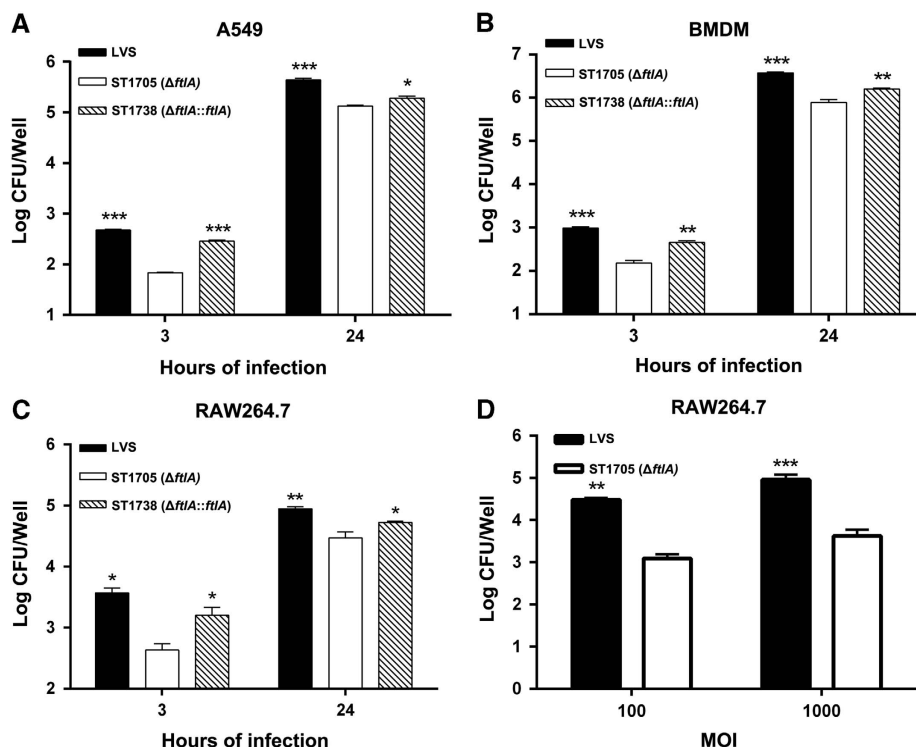 A
A549
LVS
ST1705 (ΔftlA)
ST1738 (ΔftlA::ftlA)
***
***
***
*
Log CFU/Well
6
5
4
3
2
1
3
24
Hours of infection
B
BMDM
LVS
ST1705 (ΔftlA)
ST1738 (ΔftlA::ftlA)
***
**
***
**
Log CFU/Well
7
6
5
4
3
2
1
3
24
Hours of infection
C
RAW264.7
LVS
ST1705 (ΔftlA)
ST1738 (ΔftlA::ftlA)
*
*
**
*
Log CFU/Well
6
5
4
3
2
3
24
Hours of infection
D
RAW264.7
LVS
ST1705 (ΔftlA)
**
***
Log CFU/Well
6
5
4
3
2
1
0
100
1000
MOI